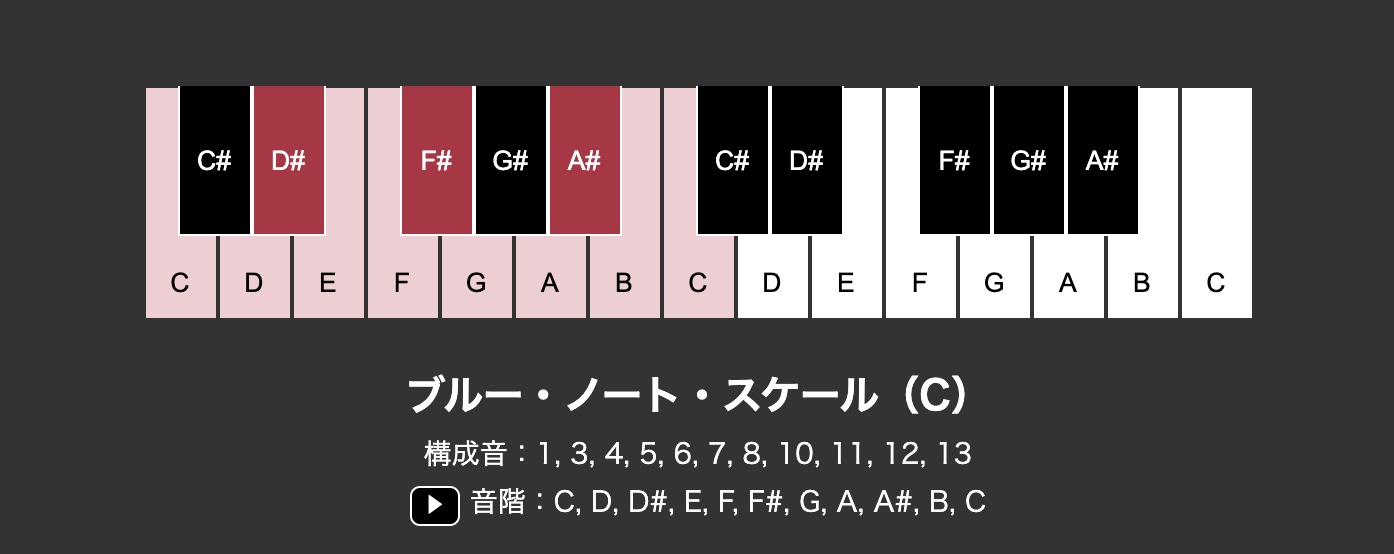 C# D# F# G# A# C# D# F# G# A#
C D E F G A B C D E F G A B C
ブルー・ノート・スケール（C）
構成音：1, 3, 4, 5, 6, 7, 8, 10, 11, 12, 13
音階：C, D, D#, E, F, F#, G, A, A#, B, C